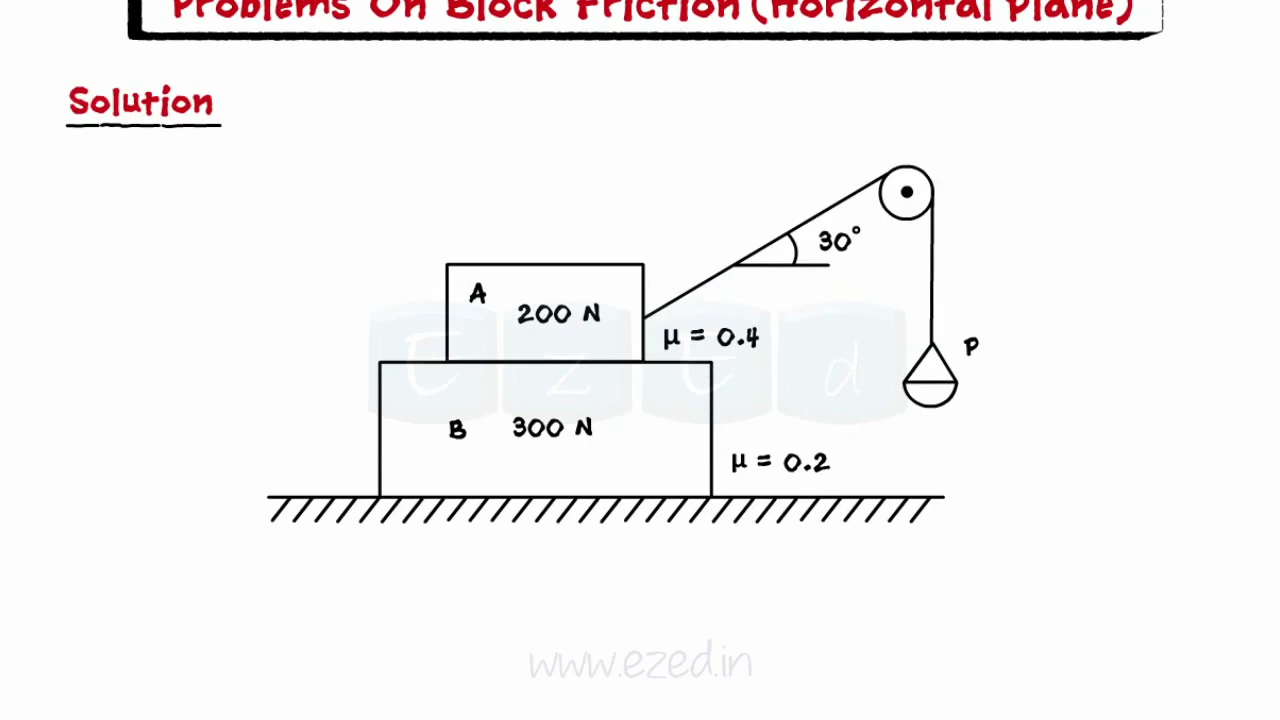 Problems On Block Friction (Horizontal Plane)
Solution
30°
A
200 N
μ = 0.4
P
B
300 N
μ = 0.2
E z E d
www.ezed.in